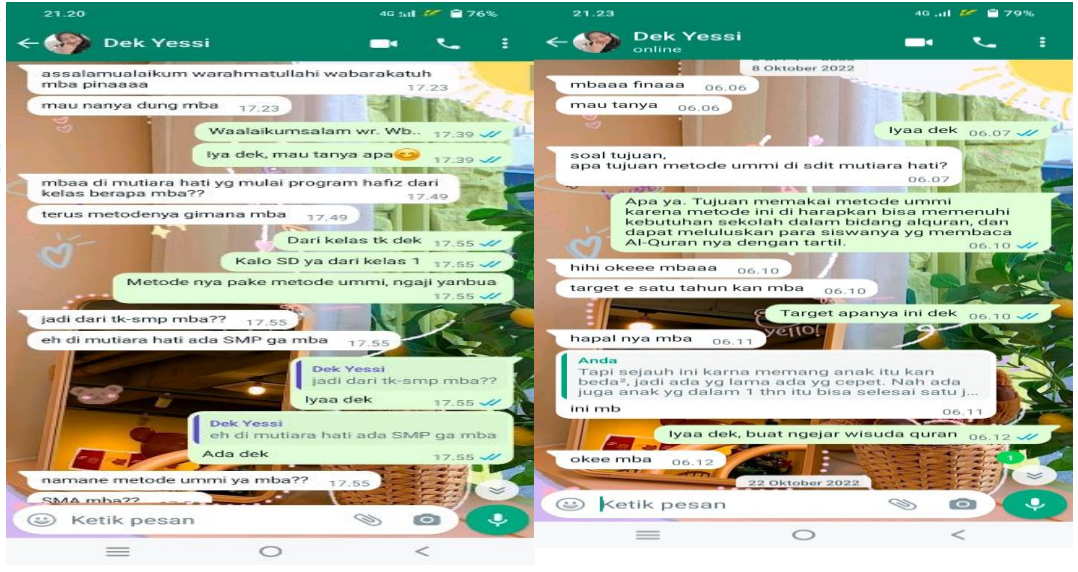 21.20
4G 76%
Dek Yessi
assalamualaikum warahmatullahi wabarakatuh
mba pinaaaa
17.23
mau nanya dung mba 17.23
Waalaikumsalam wr. Wb.. 17.39
Iya dek, mau tanya apa😊 17.39
mbaa di mutiara hati yg mulai program hafiz dari
kelas berapa mba??
17.49
terus metodenya gimana mba 17.49
Dari kelas tk dek 17.55
Kalo SD ya dari kelas 1 17.55
Metode nya pake metode ummi, ngaji yanbua
17.55
jadi dari tk-smp mba?? 17.55
eh di mutiara hati ada SMP ga mba 17.55
Dek Yessi
jadi dari tk-smp mba??
Iyaa dek 17.55
Dek Yessi
eh di mutiara hati ada SMP ga mba
Ada dek 17.55
namane metode ummi ya mba?? 17.55
SMA mba??
Ketik pesan
21.23
4G 79%
Dek Yessi
online
8 Oktober 2022
mbaaa finaaa 06.06
mau tanya 06.06
Iyaa dek 06.07
soal tujuan,
apa tujuan metode ummi di sdit mutiara hati?
06.07
Apa ya. Tujuan memakai metode ummi
karena metode ini di harapkan bisa memenuhi
kebutuhan sekolah dalam bidang alquran, dan
dapat meluluskan para siswanya yg membaca
Al-Quran nya dengan tartil. 06.10
hihi okeee mbaaa 06.10
target e satu tahun kan mba 06.10
Target apanya ini dek 06.10
yello!
hapal nya mba 06.11
Anda
Tapi sejauh ini karna memang anak itu kan
beda², jadi ada yg lama ada yg cepet. Nah ada
juga anak yg dalam 1 thn itu bisa selesai satu j...
ini mb 06.11
Iyaa dek, buat ngejar wisuda quran 06.12
okee mba 06.12
1
22 Oktober 2022
Ketik pesan